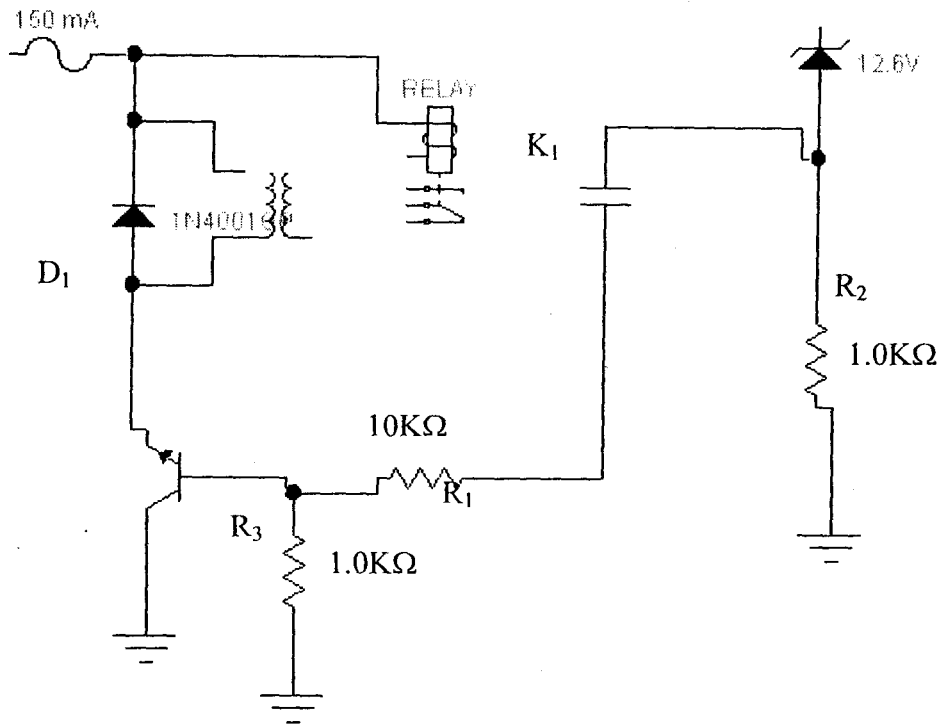 150 mA
RELAY
12.6V
K₁
1N4001
D₁
R₂
1.0KΩ
10KΩ
R₁
R₃
1.0KΩ